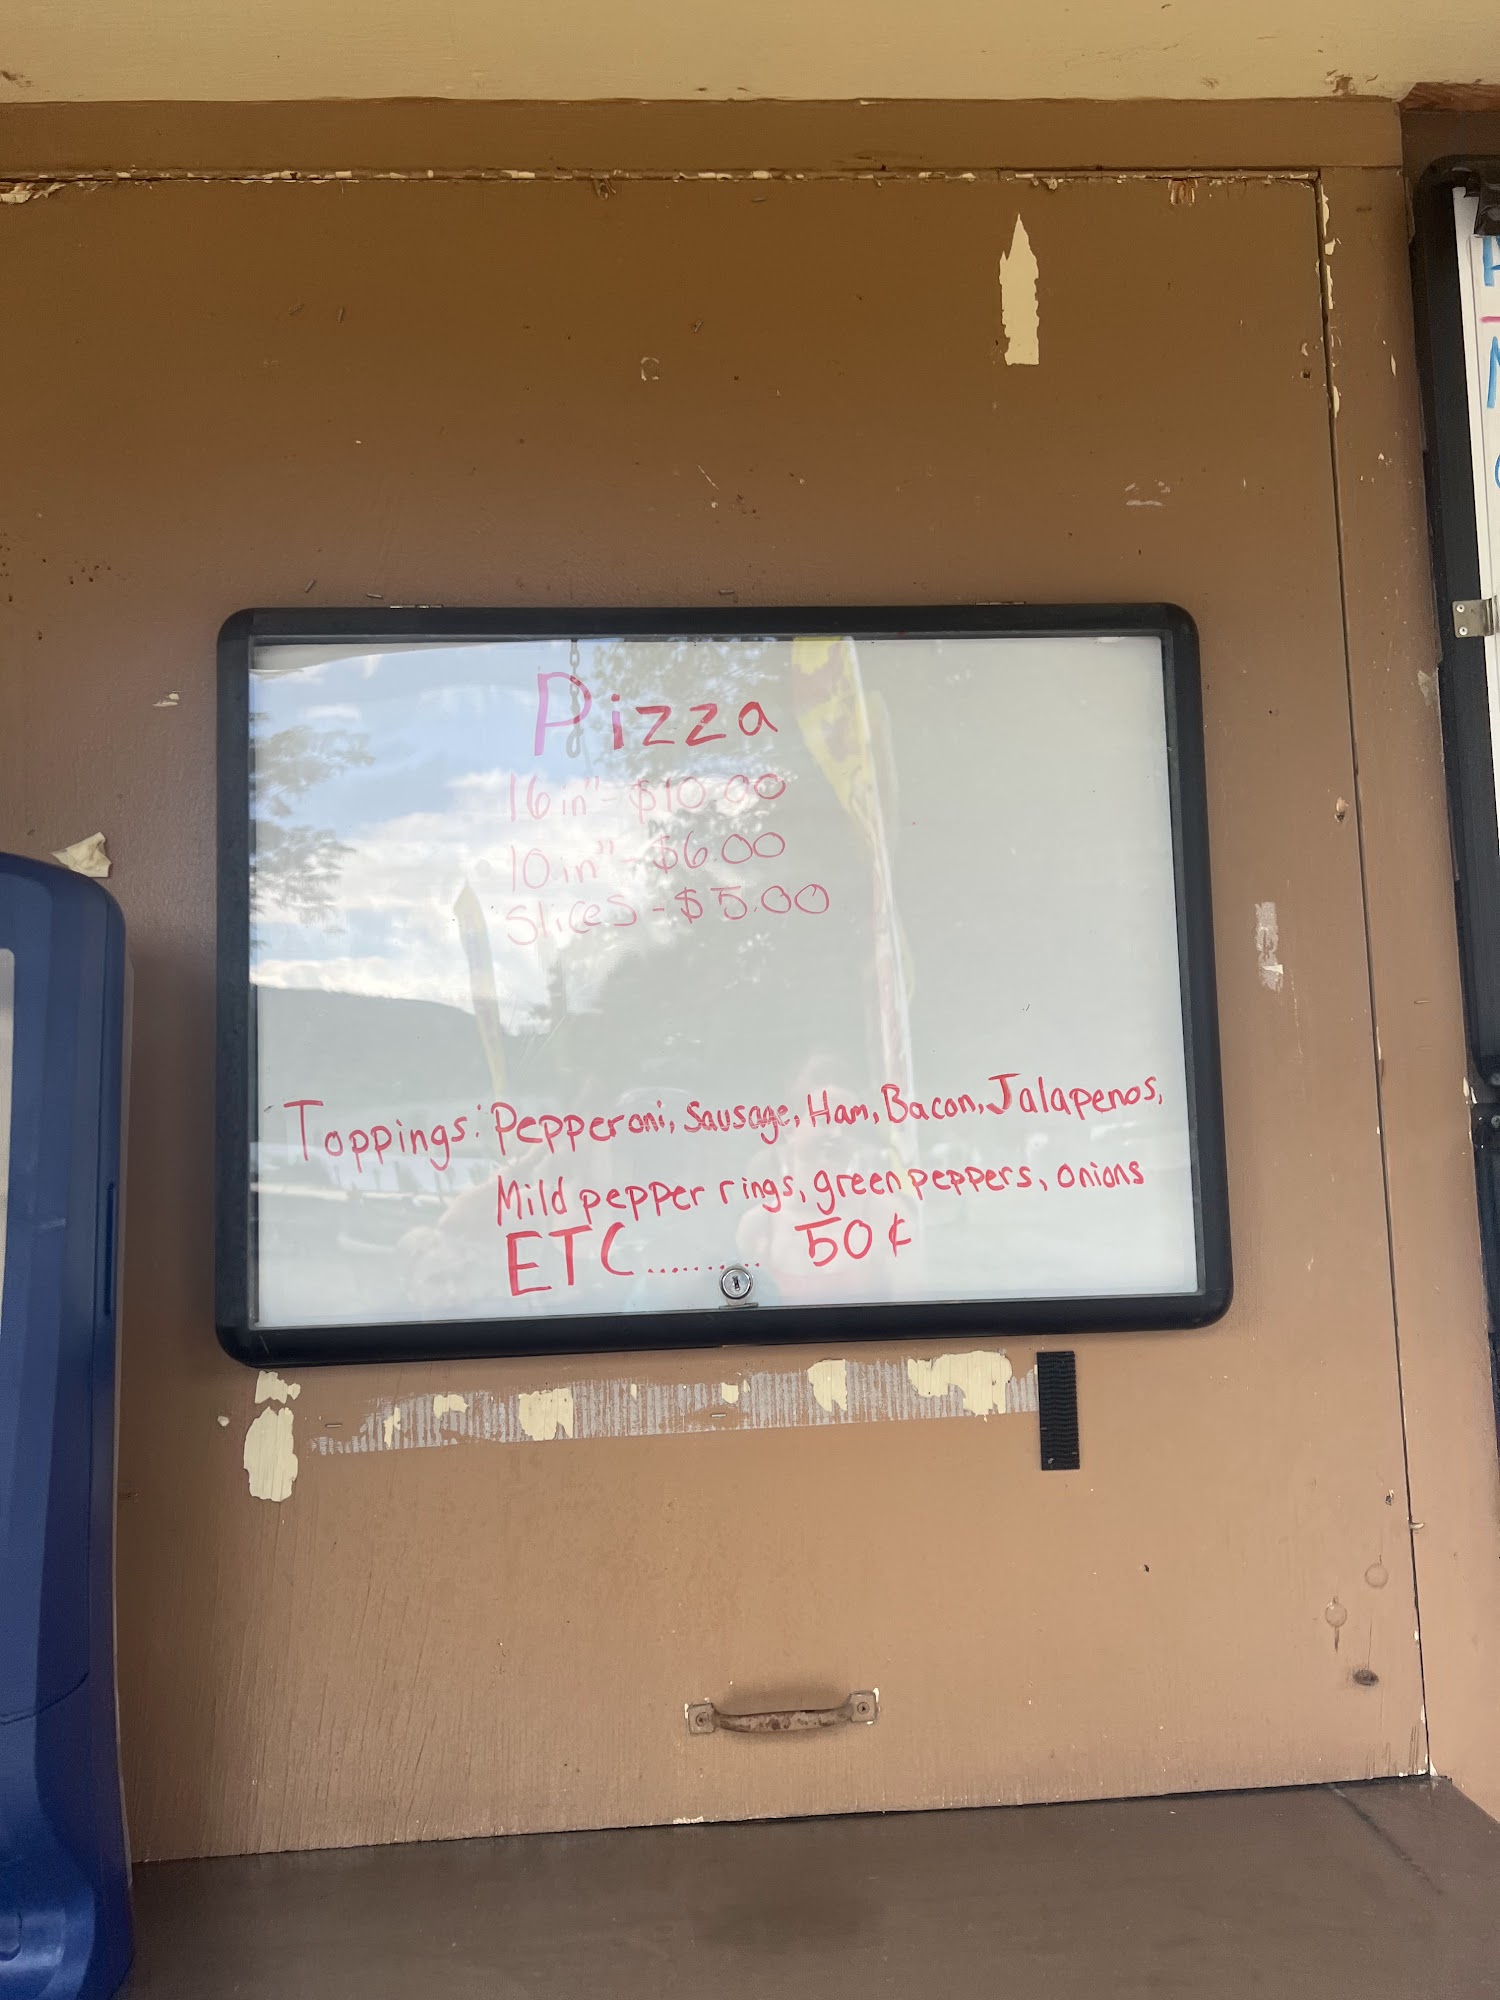 Pizza
16in" - $10.00
10in" - $6.00
Slices - $5.00
Toppings: Pepperoni, Sausage, Ham, Bacon, Jalapenos,
Mild pepper rings, green peppers, onions
ETC.......... 50¢